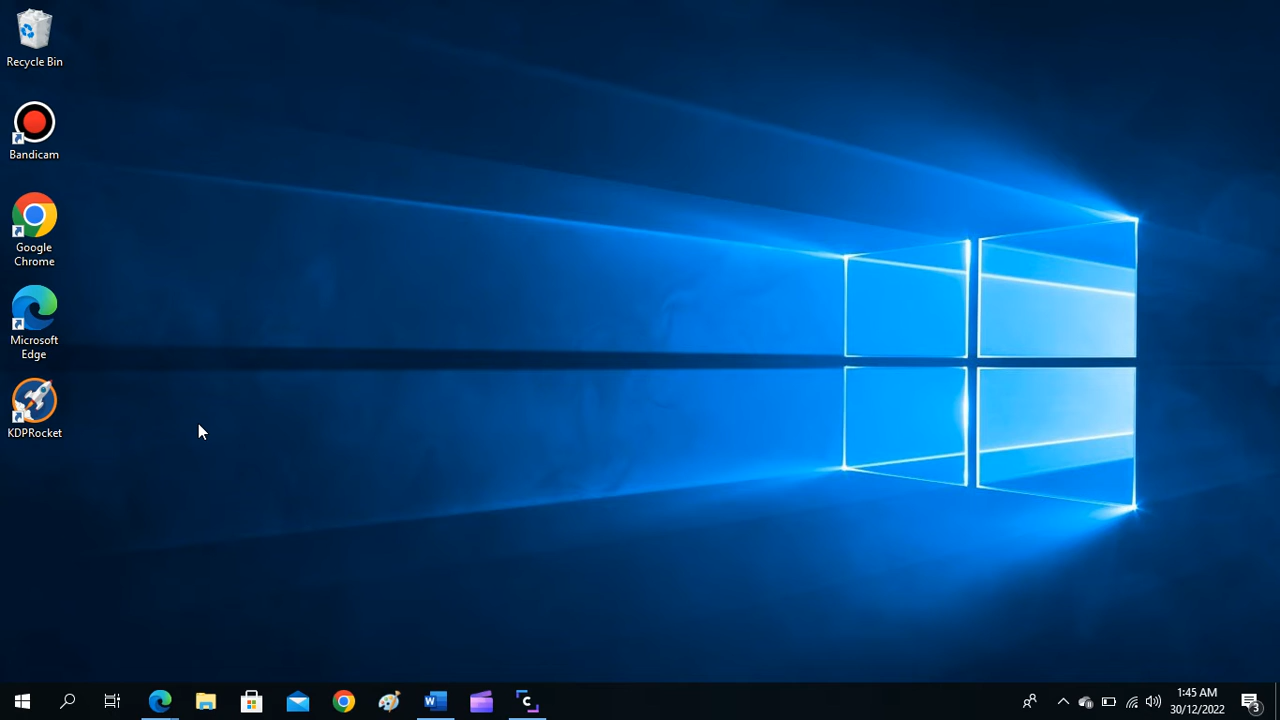 Recycle Bin
Bandicam
Google
Chrome
Microsoft
Edge
KDPRocket
W
C
1:45 AM
30/12/2022
3